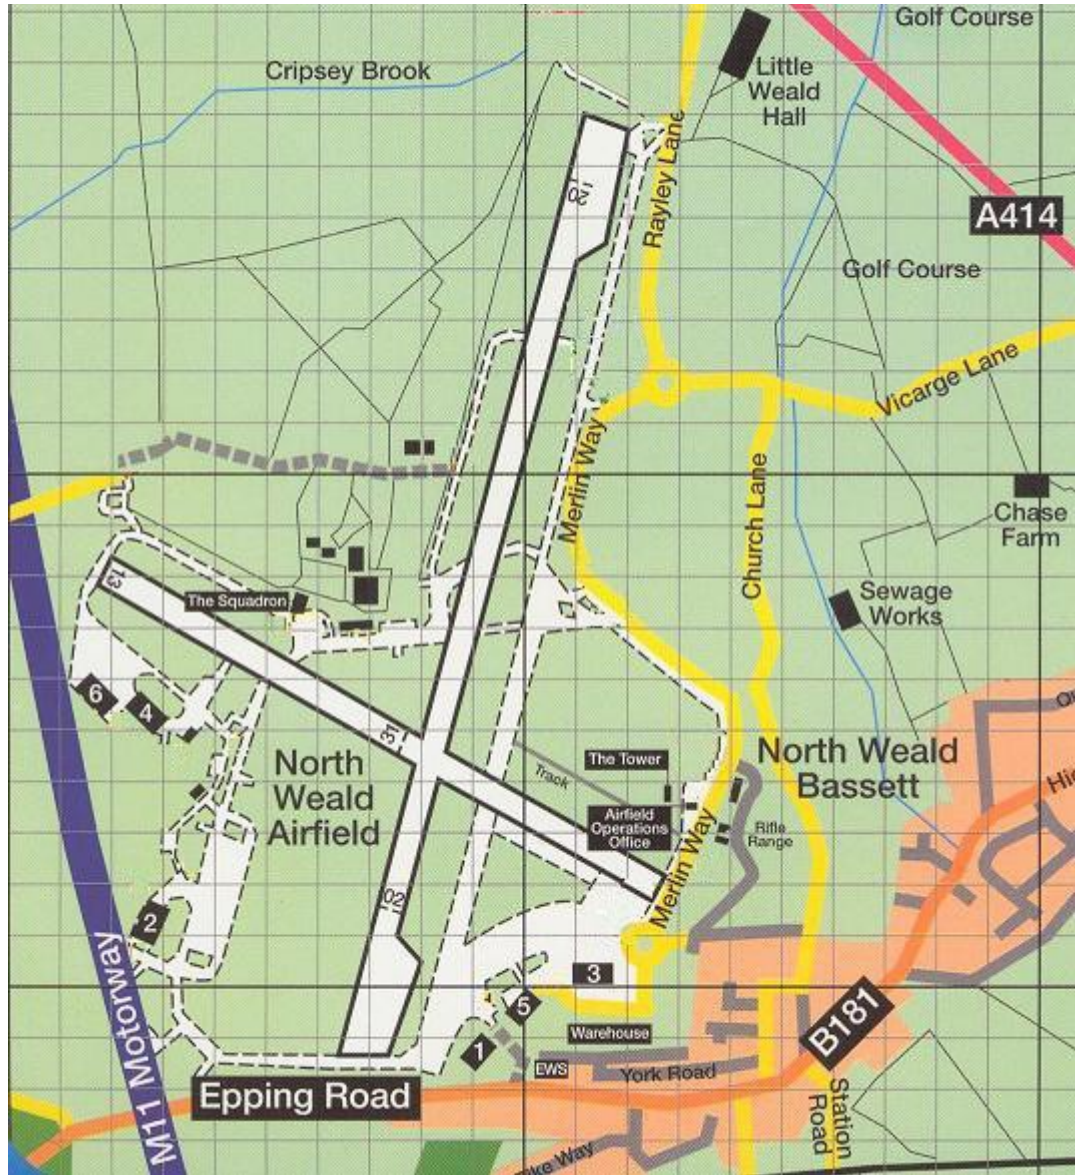 Golf Course
Cripsey Brook
Little
Weald
Hall
Rayley Lane
20
A414
Golf Course
Vicarge Lane
Merlin Way
Church Lane
Chase
Farm
13
The Squadron
Sewage
Works
6
4
31
North
Weald
Airfield
The Tower
Track
North Weald
Bassett
Airfield
Operations
Office
Rifle
Range
Merlin Way
02
2
3
5
M11 Motorway
B181
Warehouse
1
EWS
York Road
Epping Road
Station
Road
Way